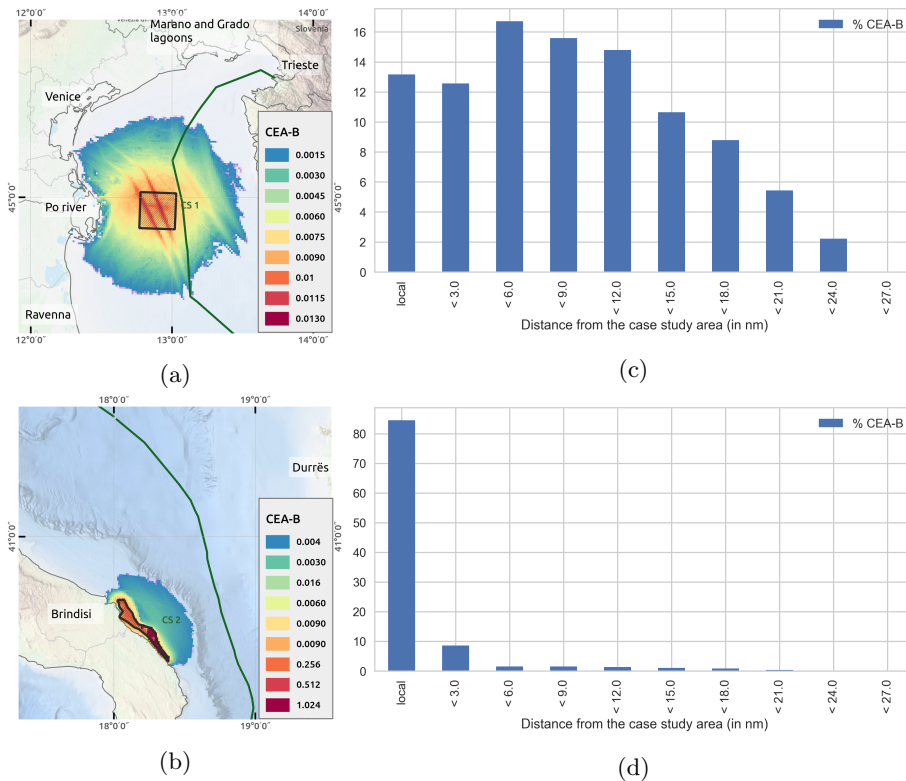 12°0′0″ 13°0′0″ 14°0′0″
Marano and Grado
lagoons
Slovenia
Trieste
Venice
CEA-B
0.0015
0.0030
0.0045
0.0060
0.0075
0.0090
0.01
0.0115
0.0130
45°0′0″
Po river
CS 1
45°0′0″
Ravenna
12°0′0″ 13°0′0″ 14°0′0″
(a)
% CEA-B
16
14
12
10
8
6
4
2
0
local < 3.0 < 6.0 < 9.0 < 12.0 < 15.0 < 18.0 < 21.0 < 24.0 < 27.0
Distance from the case study area (in nm)
(c)
18°0′0″ 19°0′0″
Durrës
CEA-B
0.004
0.0030
0.016
0.0060
0.0090
0.0090
0.256
0.512
1.024
41°0′0″
41°0′0″
Brindisi
CS 2
18°0′0″ 19°0′0″
(b)
% CEA-B
80
70
60
50
40
30
20
10
0
local < 3.0 < 6.0 < 9.0 < 12.0 < 15.0 < 18.0 < 21.0 < 24.0 < 27.0
Distance from the case study area (in nm)
(d)